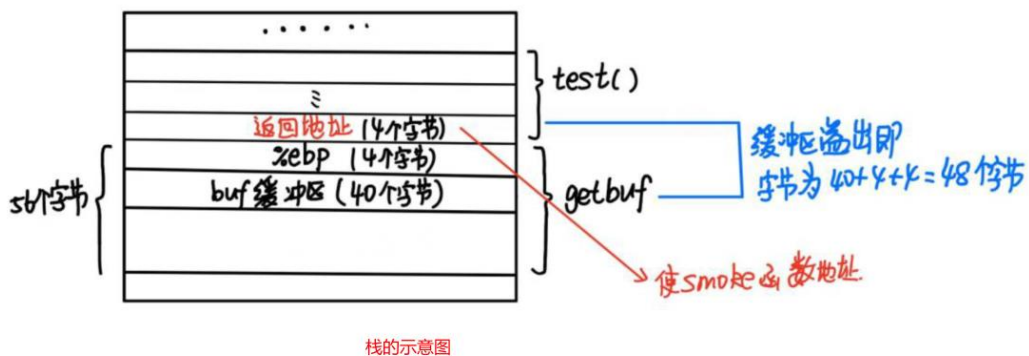 ......
test()
返回地址 (4个字节)
%ebp (4个字节)
buf缓冲区 (40个字节)
56个字节
getbuf
缓冲区溢出即
字节为 40+4+4=48个字节
使smoke函数地址
栈的示意图